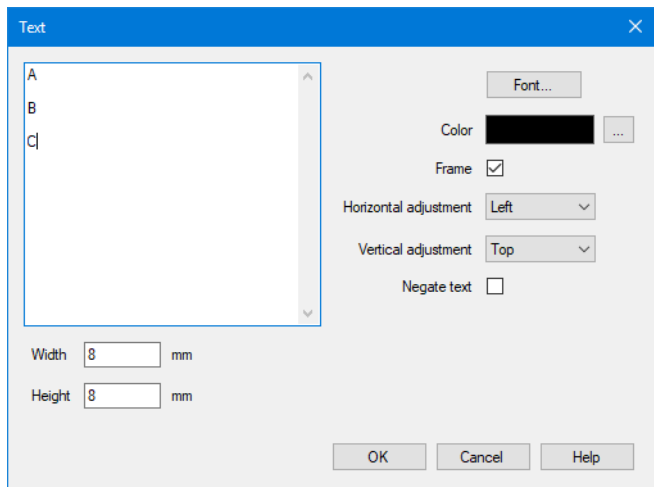 Text
A
B
C
Font...
Color
...
Frame
Horizontal adjustment Left
Vertical adjustment Top
Negate text
Width 8 mm
Height 8 mm
OK Cancel Help